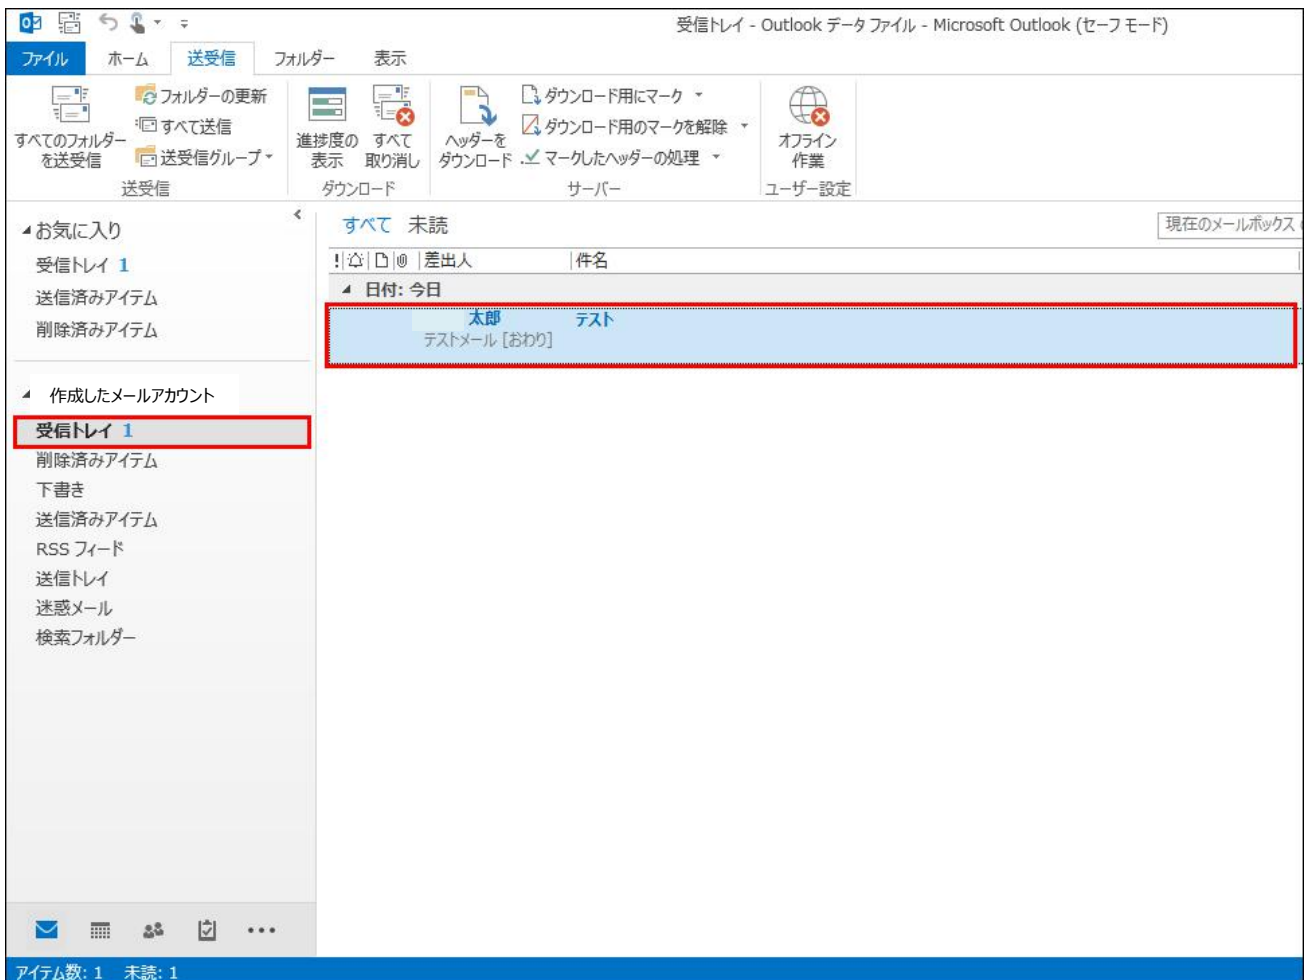 受信トレイ - Outlook データ ファイル - Microsoft Outlook (セーフ モード)
ファイル ホーム 送受信 フォルダー 表示
すべてのフォルダー
を送受信
フォルダーの更新
すべて送信
送受信グループ
送受信
進捗度の
表示
すべて
取り消し
ダウンロード
ヘッダーを
ダウンロード
ダウンロード用にマーク
ダウンロード用のマークを解除
マークしたヘッダーの処理
サーバー
オフライン
作業
ユーザー設定
お気に入り
受信トレイ 1
送信済みアイテム
削除済みアイテム
作成したメールアカウント
受信トレイ 1
削除済みアイテム
下書き
送信済みアイテム
RSS フィード
送信トレイ
迷惑メール
検索フォルダー
すべて 未読
現在のメールボックス
差出人 件名
日付: 今日
太郎 テスト
テストメール [おわり]
アイテム数: 1 未読: 1